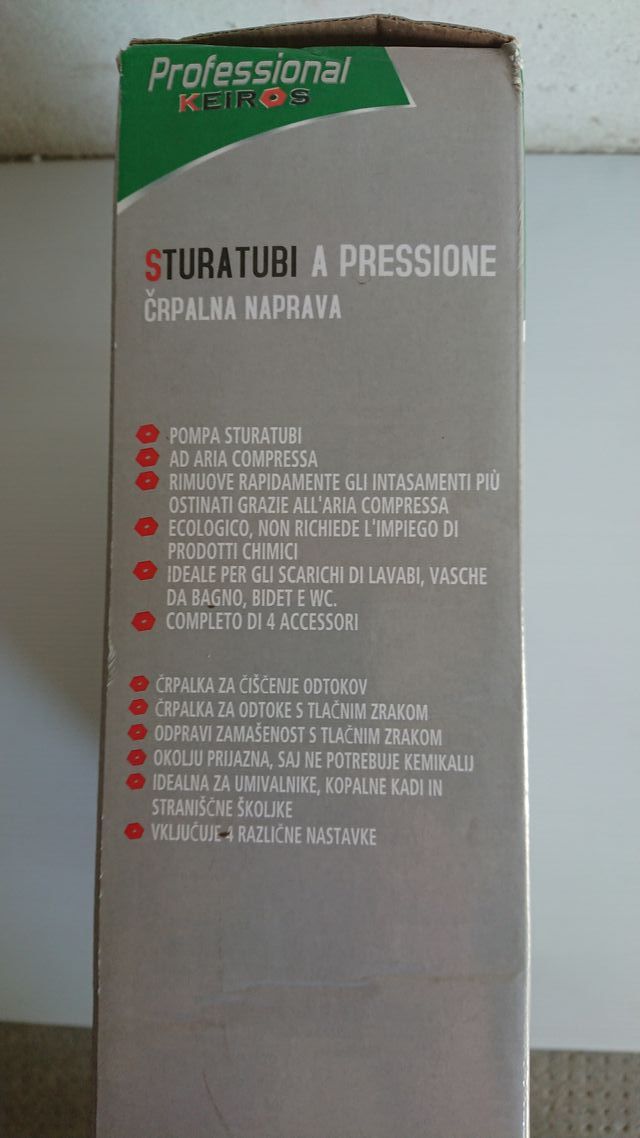 Professional
KEIROS
STURATUBI A PRESSIONE
ČRPALNA NAPRAVA
POMPA STURATUBI
AD ARIA COMPRESSA
RIMUOVE RAPIDAMENTE GLI INTASAMENTI PIÙ
OSTINATI GRAZIE ALL'ARIA COMPRESSA
ECOLOGICO, NON RICHIEDE L'IMPIEGO DI
PRODOTTI CHIMICI
IDEALE PER GLI SCARICHI DI LAVABI, VASCHE
DA BAGNO, BIDET E WC.
COMPLETO DI 4 ACCESSORI
ČRPALKA ZA ČIŠČENJE ODTOKOV
ČRPALKA ZA ODTOKE S TLAČNIM ZRAKOM
ODPRAVI ZAMAŠENOST S TLAČNIM ZRAKOM
OKOLJU PRIJAZNA, SAJ NE POTREBUJE KEMIKALIJ
IDEALNA ZA UMIVALNIKE, KOPALNE KADI IN
STRANIŠČNE ŠKOLJKE
VKLJUČUJE 4 RAZLIČNE NASTAVKE